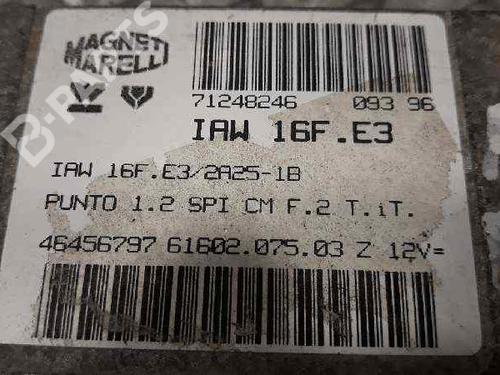 MAGNETI
MARELLI
71248246 093 96
IAW 16F.E3
IAW 16F.E3/2A25-1B
PUNTO 1.2 SPI CM F.2 T.iT.
46456797 61602.075.03 Z 12V=
B-PARTS